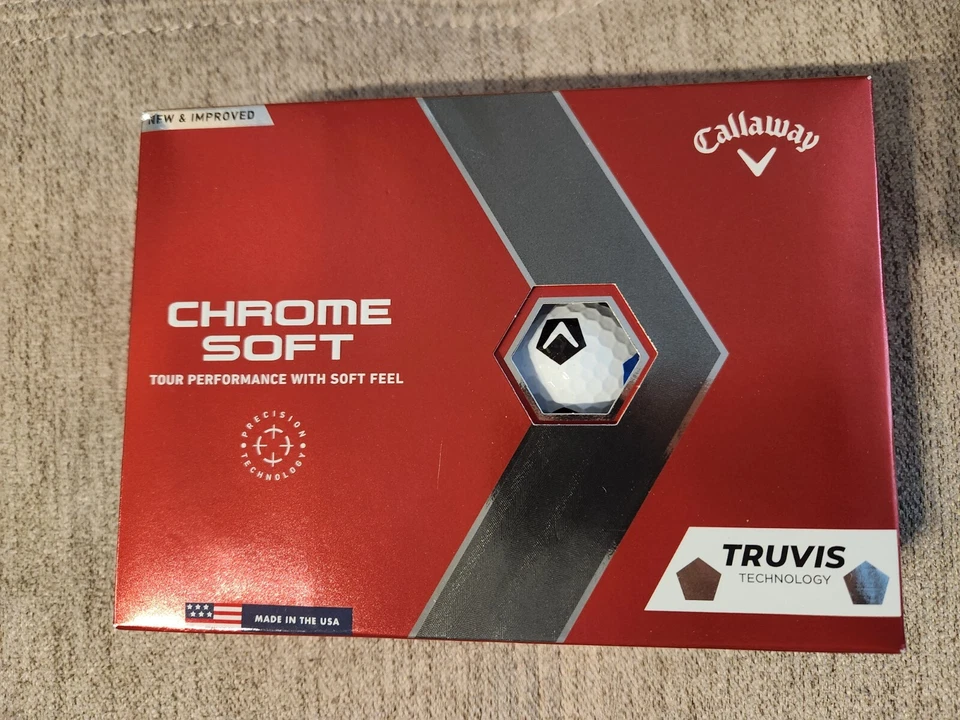 NEW & IMPROVED
Callaway
CHROME
SOFT
TOUR PERFORMANCE WITH SOFT FEEL
PRECISION
TECHNOLOGY
TRUVIS
TECHNOLOGY
MADE IN THE USA